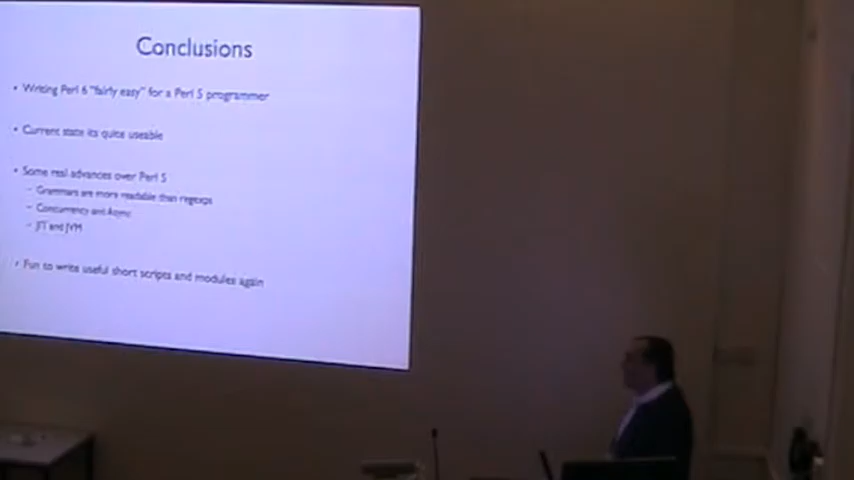 Conclusions
• Writing Perl 6 "fairly easy" for a Perl 5 programmer
• Current state its quite useable
• Some real advances over Perl 5
- Grammars are more readable than regexps
- Concurrency and Async
- JIT and JVM
• Fun to write useful short scripts and modules again